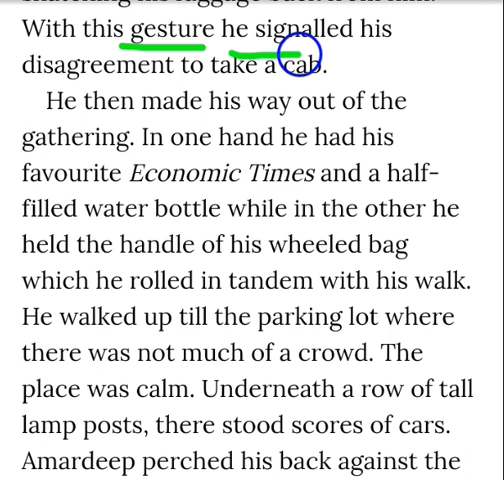 With this gesture he signalled his
disagreement to take a cab.
He then made his way out of the
gathering. In one hand he had his
favourite Economic Times and a half-
filled water bottle while in the other he
held the handle of his wheeled bag
which he rolled in tandem with his walk.
He walked up till the parking lot where
there was not much of a crowd. The
place was calm. Underneath a row of tall
lamp posts, there stood scores of cars.
Amardeep perched his back against the